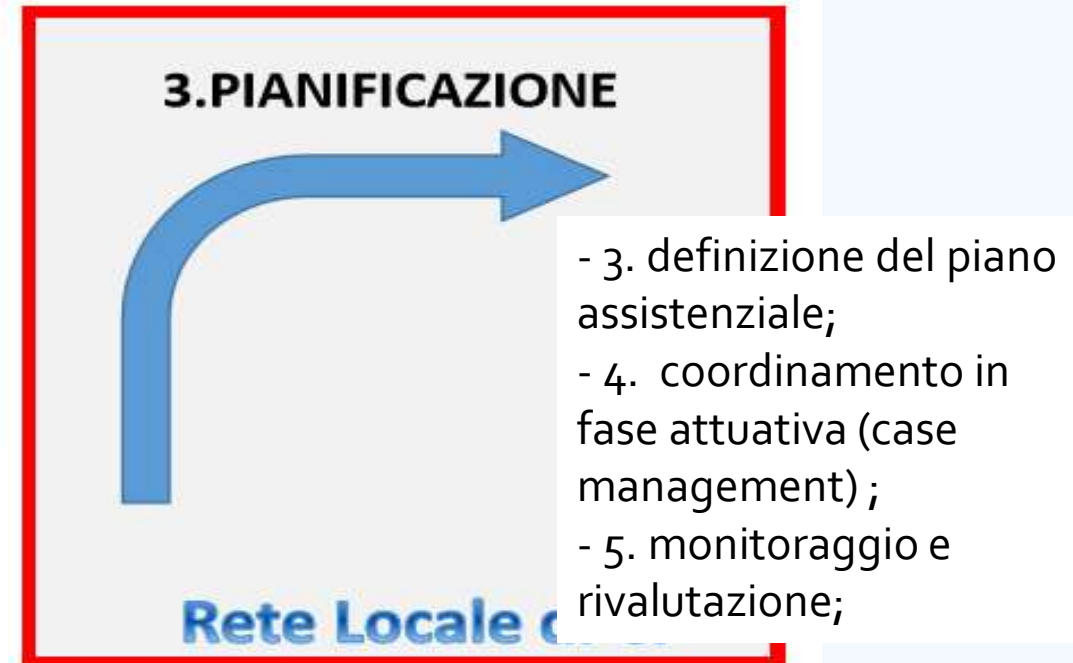 3.PIANIFICAZIONE
- 3. definizione del piano
assistenziale;
- 4. coordinamento in
fase attuativa (case
management) ;
- 5. monitoraggio e
rivalutazione;
Rete Locale